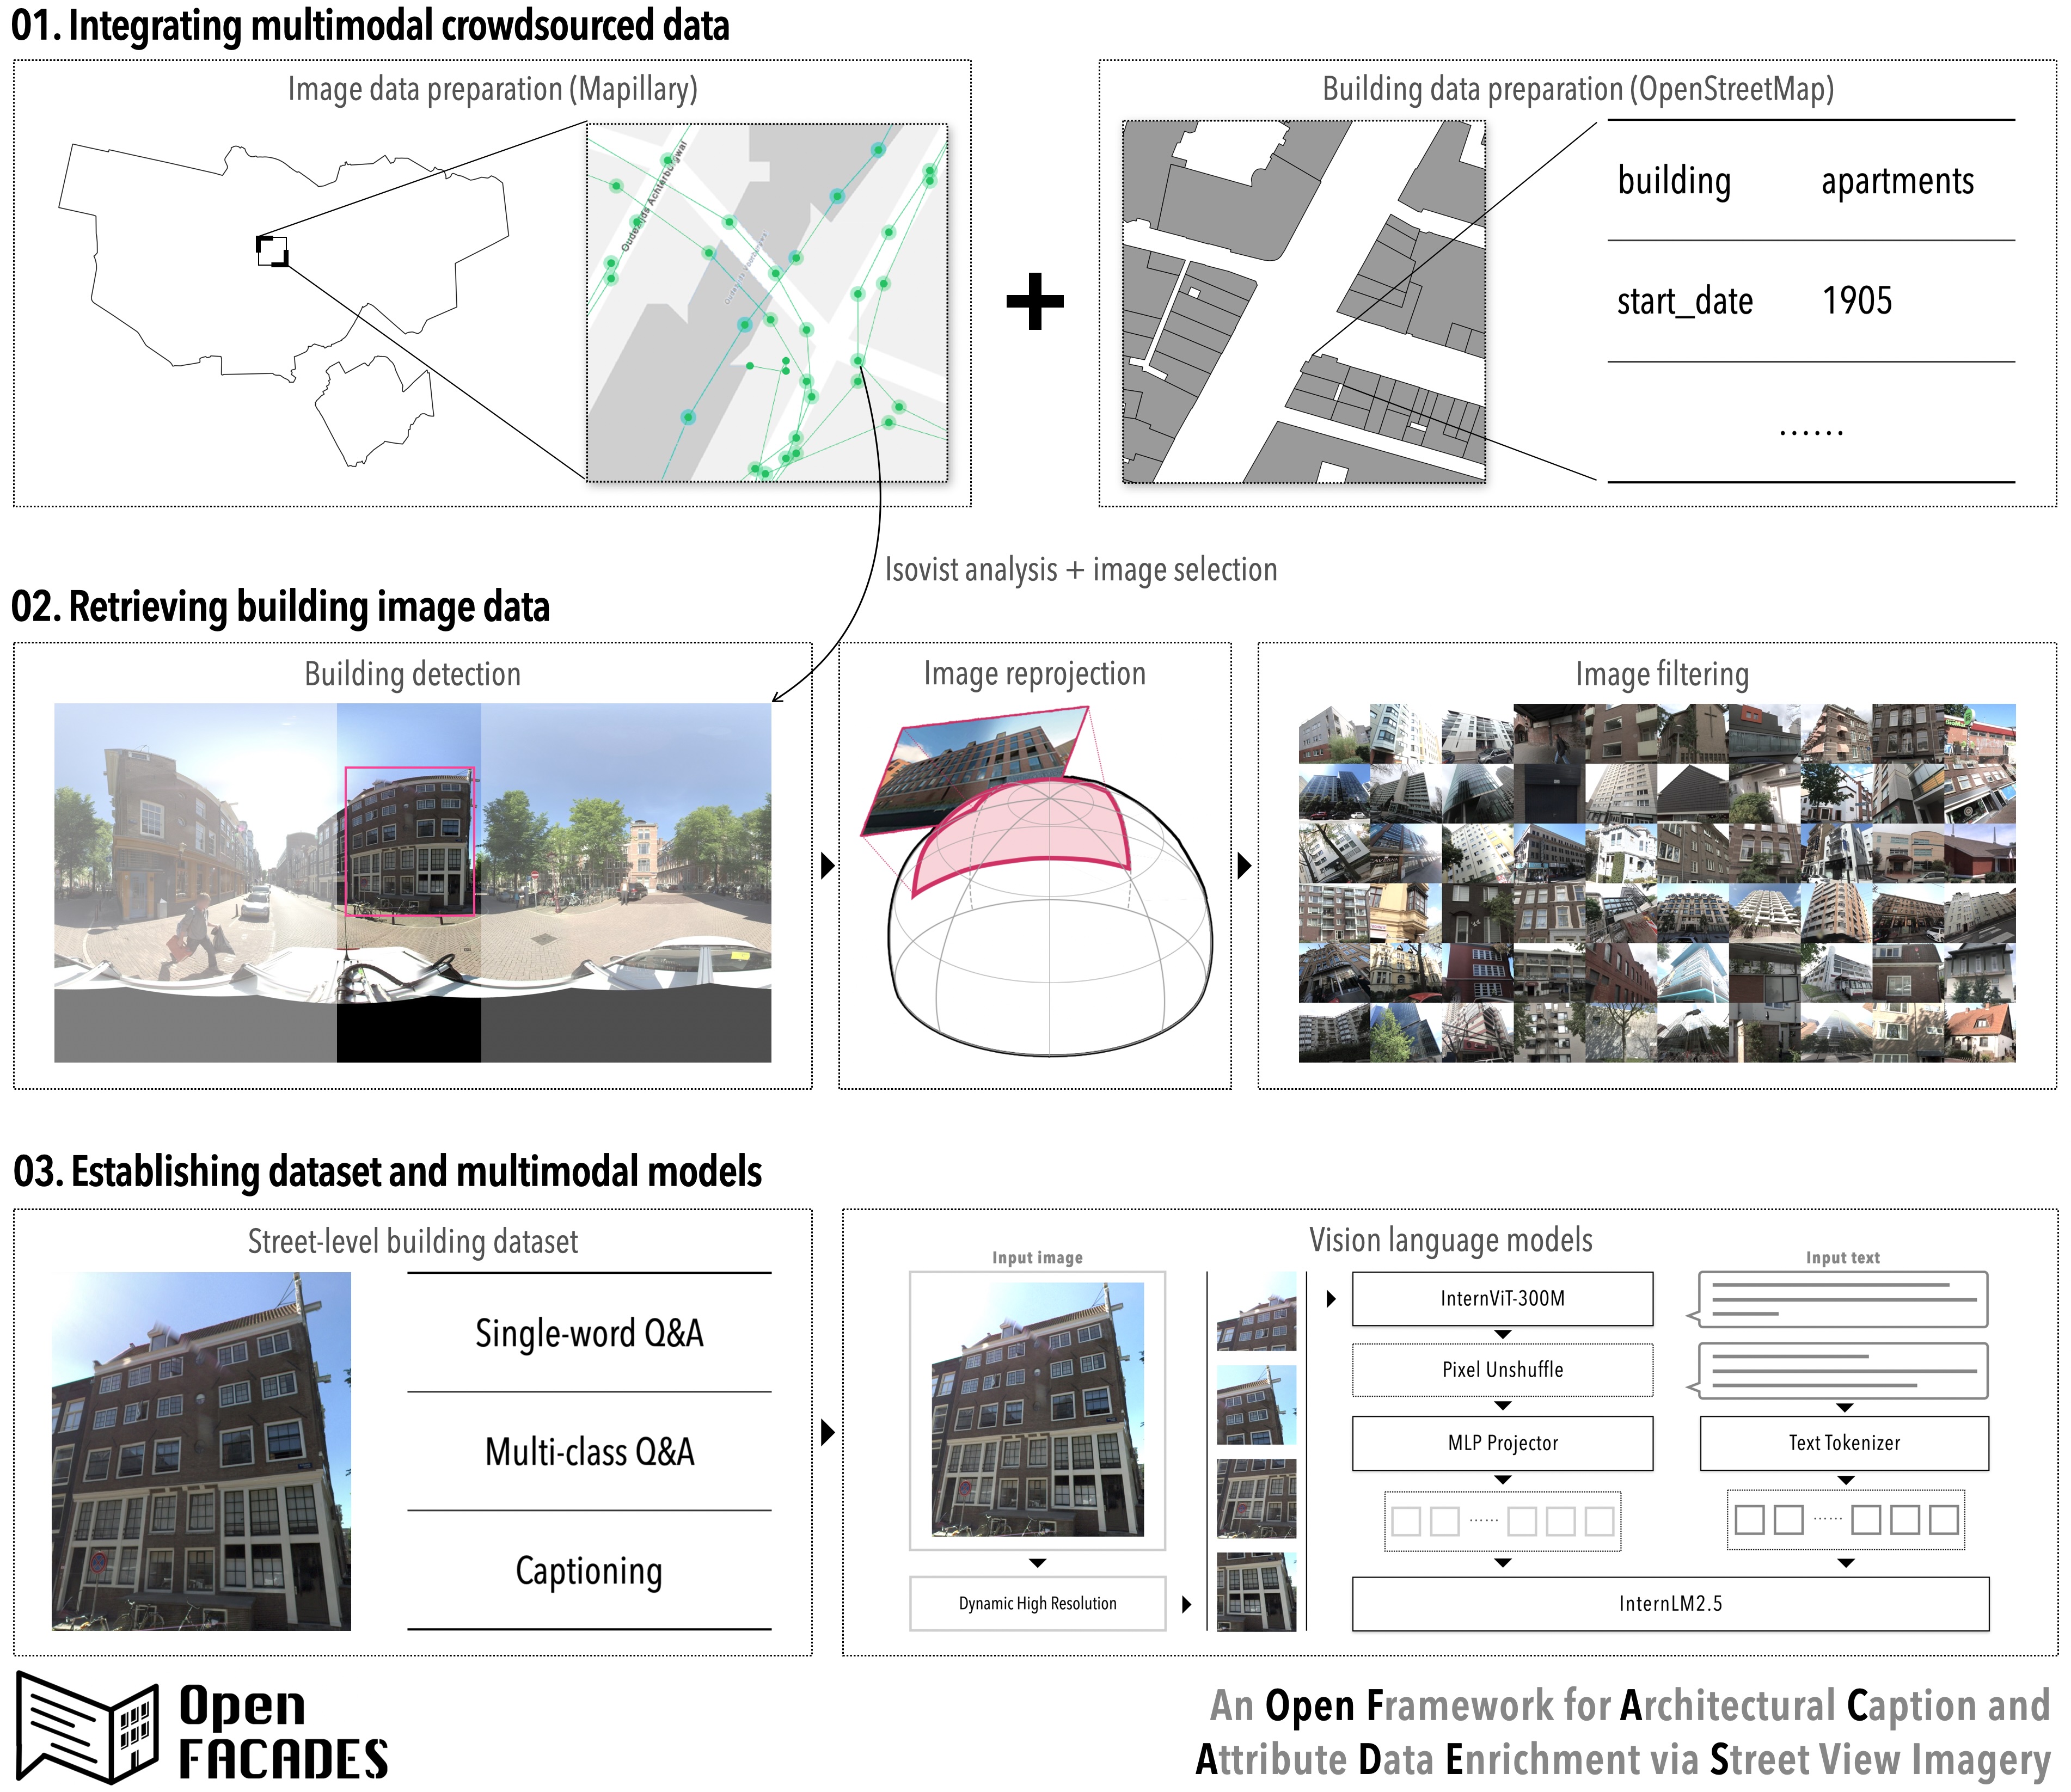 01. Integrating multimodal crowdsourced data
Image data preparation (Mapillary)
Building data preparation (OpenStreetMap)
building apartments
start_date 1905
......
Isovist analysis + image selection
02. Retrieving building image data
Building detection
Image reprojection
Image filtering
03. Establishing dataset and multimodal models
Street-level building dataset
Single-word Q&A
Multi-class Q&A
Captioning
Vision language models
Input image
Input text
InternViT-300M
Pixel Unshuffle
MLP Projector
Text Tokenizer
......
......
Dynamic High Resolution
InternLM2.5
Open
FACADES
An Open Framework for Architectural Caption and
Attribute Data Enrichment via Street View Imagery